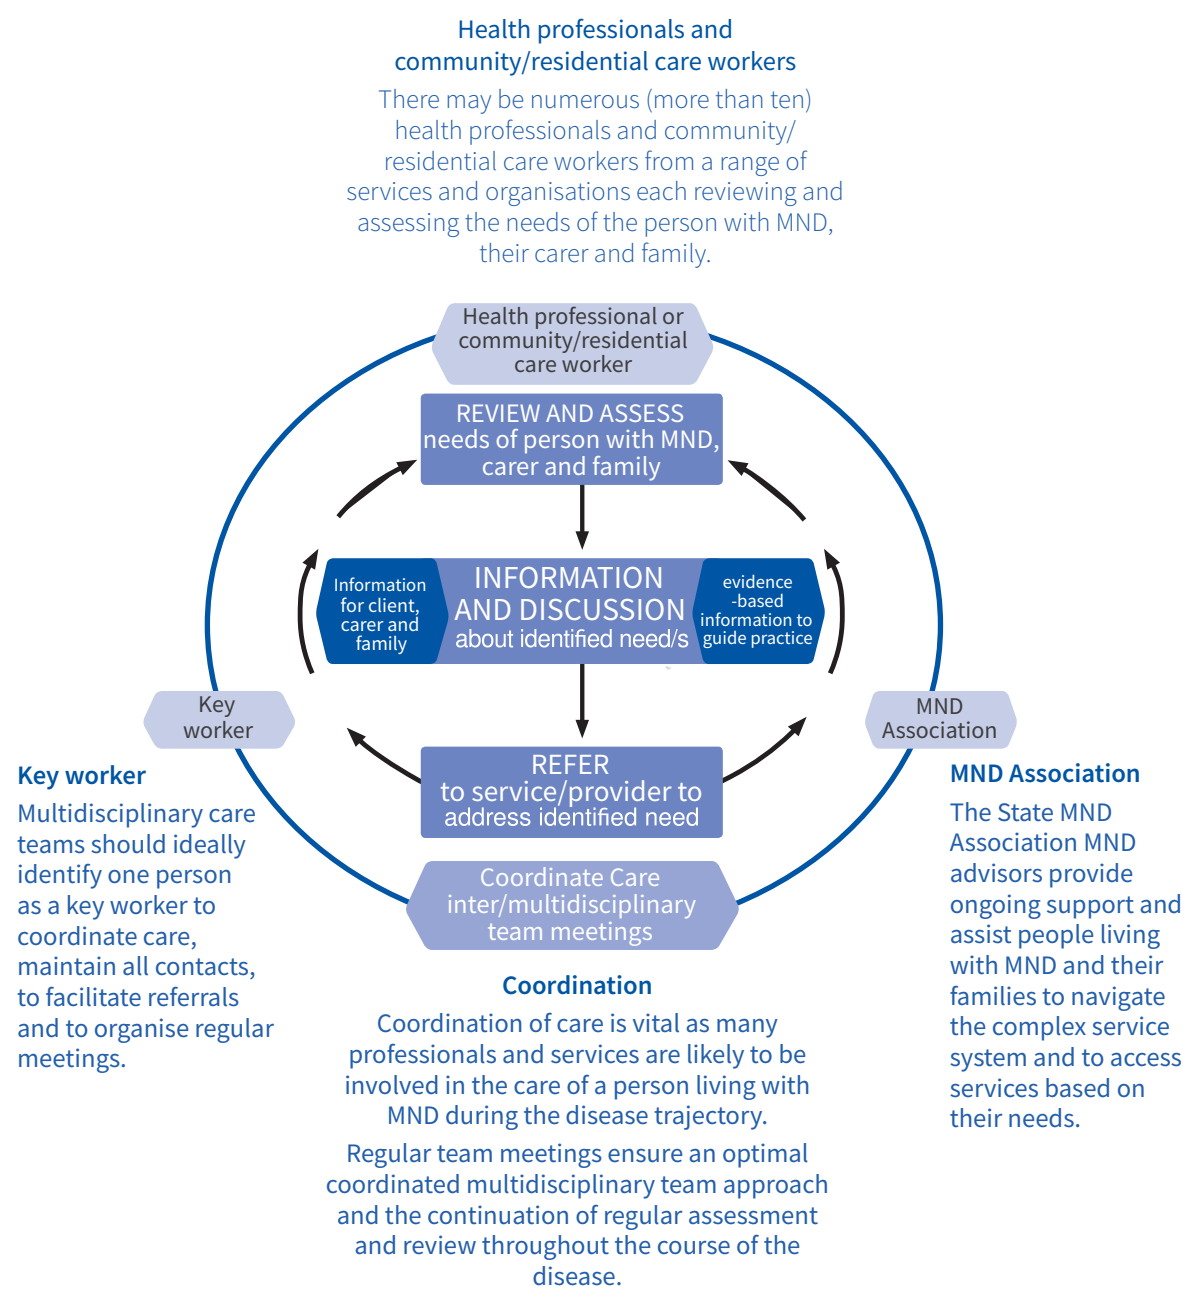 Health professionals and
community/residential care workers
There may be numerous (more than ten)
health professionals and community/
residential care workers from a range of
services and organisations each reviewing and
assessing the needs of the person with MND,
their carer and family.
Health professional or
community/residential
care worker
REVIEW AND ASSESS
needs of person with MND,
carer and family
Information
for client,
carer and
family
INFORMATION
AND DISCUSSION
about identified need/s
evidence
-based
information to
guide practice
Key
worker
MND
Association
REFER
to service/provider to
address identified need
Coordinate Care
inter/multidisciplinary
team meetings
Key worker
Multidisciplinary care
teams should ideally
identify one person
as a key worker to
coordinate care,
maintain all contacts,
to facilitate referrals
and to organise regular
meetings.
MND Association
The State MND
Association MND
advisors provide
ongoing support and
assist people living
with MND and their
families to navigate
the complex service
system and to access
services based on
their needs.
Coordination
Coordination of care is vital as many
professionals and services are likely to be
involved in the care of a person living with
MND during the disease trajectory.
Regular team meetings ensure an optimal
coordinated multidisciplinary team approach
and the continuation of regular assessment
and review throughout the course of the
disease.